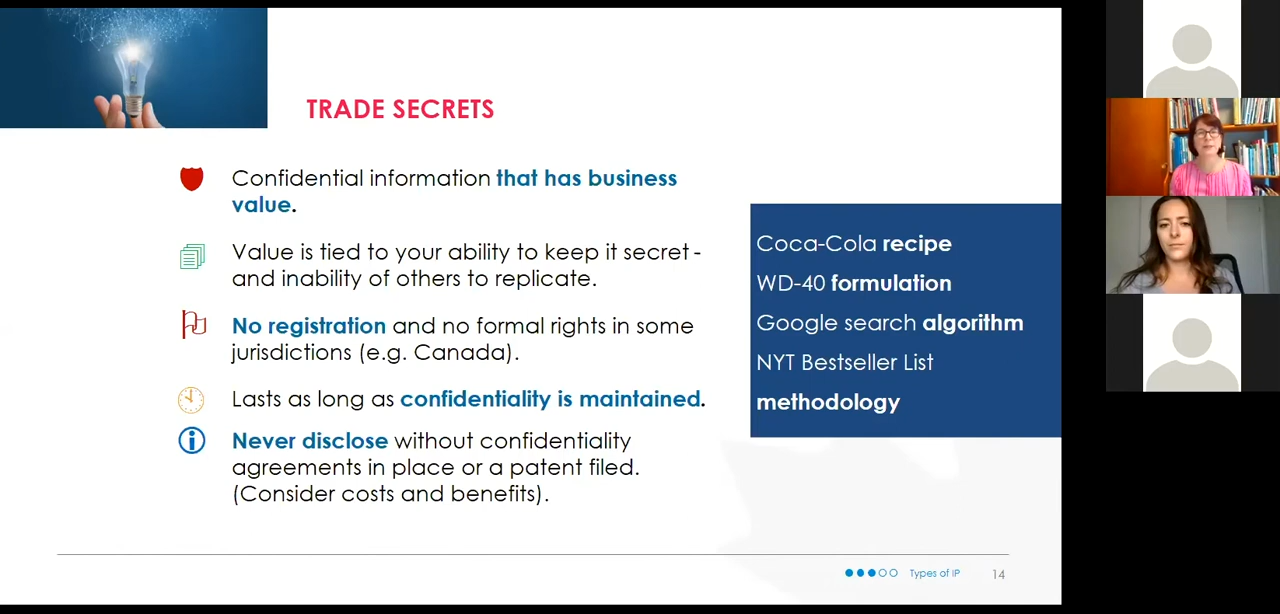 TRADE SECRETS
Confidential information that has business
value.
Value is tied to your ability to keep it secret -
and inability of others to replicate.
No registration and no formal rights in some
jurisdictions (e.g. Canada).
Lasts as long as confidentiality is maintained.
Never disclose without confidentiality
agreements in place or a patent filed.
(Consider costs and benefits).
Coca-Cola recipe
WD-40 formulation
Google search algorithm
NYT Bestseller List
methodology
Types of IP 14